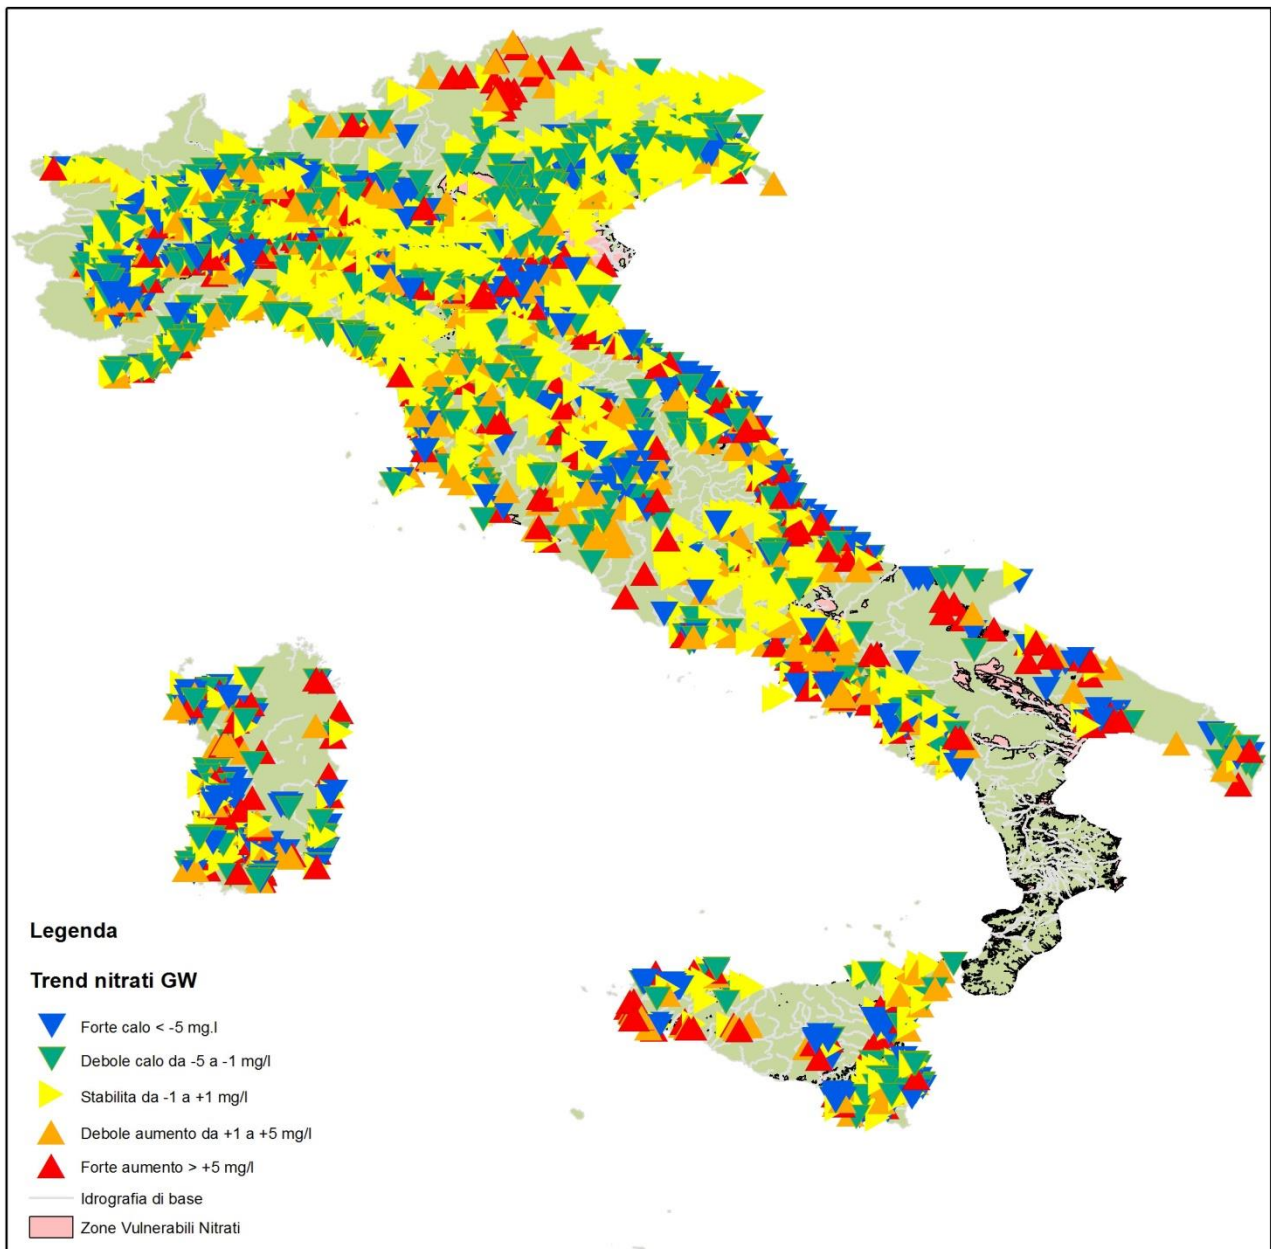 Legenda
Trend nitrati GW
Forte calo < -5 mg.l
Debole calo da -5 a -1 mg/l
Stabilita da -1 a +1 mg/l
Debole aumento da +1 a +5 mg/l
Forte aumento > +5 mg/l
Idrografia di base
Zone Vulnerabili Nitrati